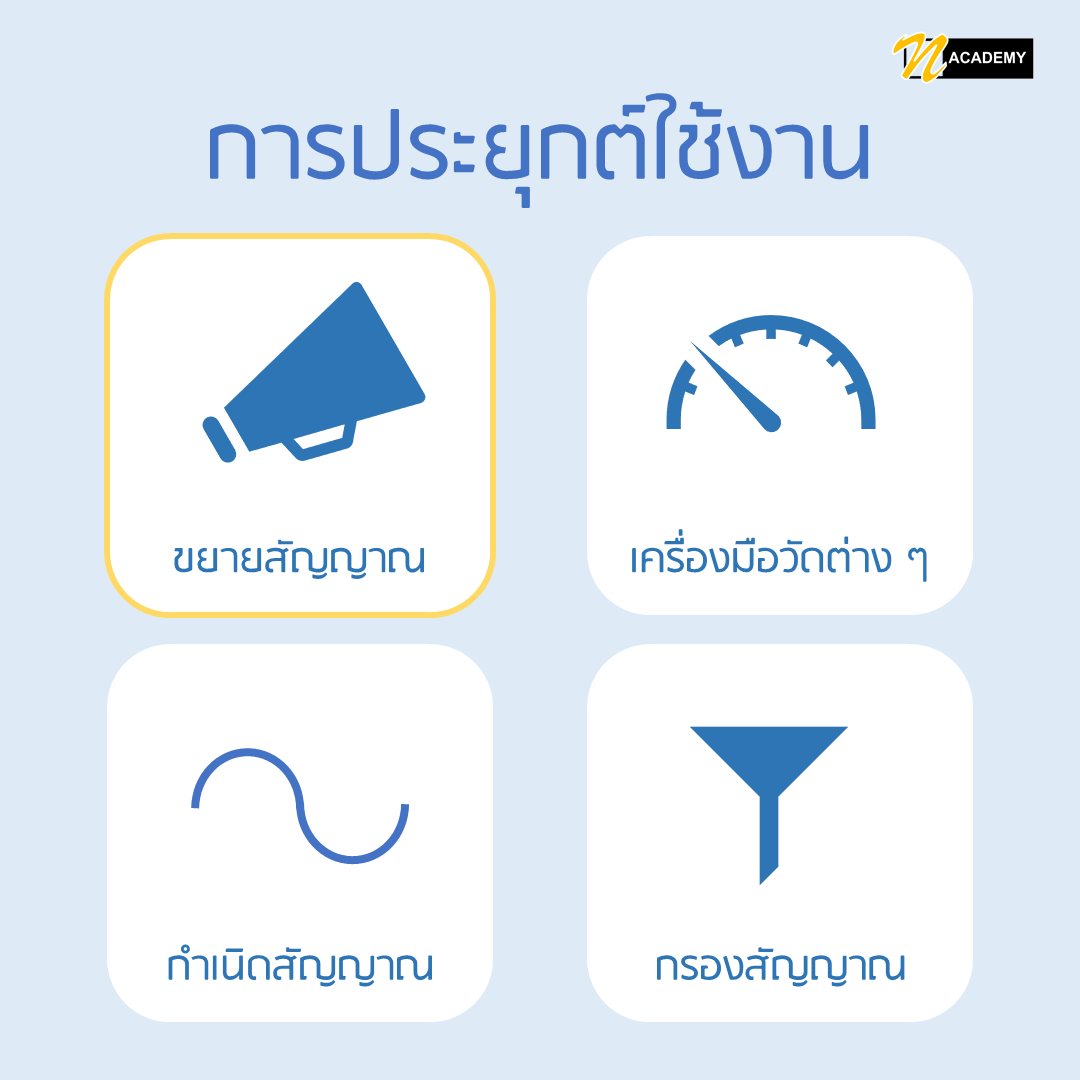 n ACADEMY
การประยุกต์ใช้งาน
ขยายสัญญาณ
เครื่องมือวัดต่าง ๆ
กำเนิดสัญญาณ
กรองสัญญาณ